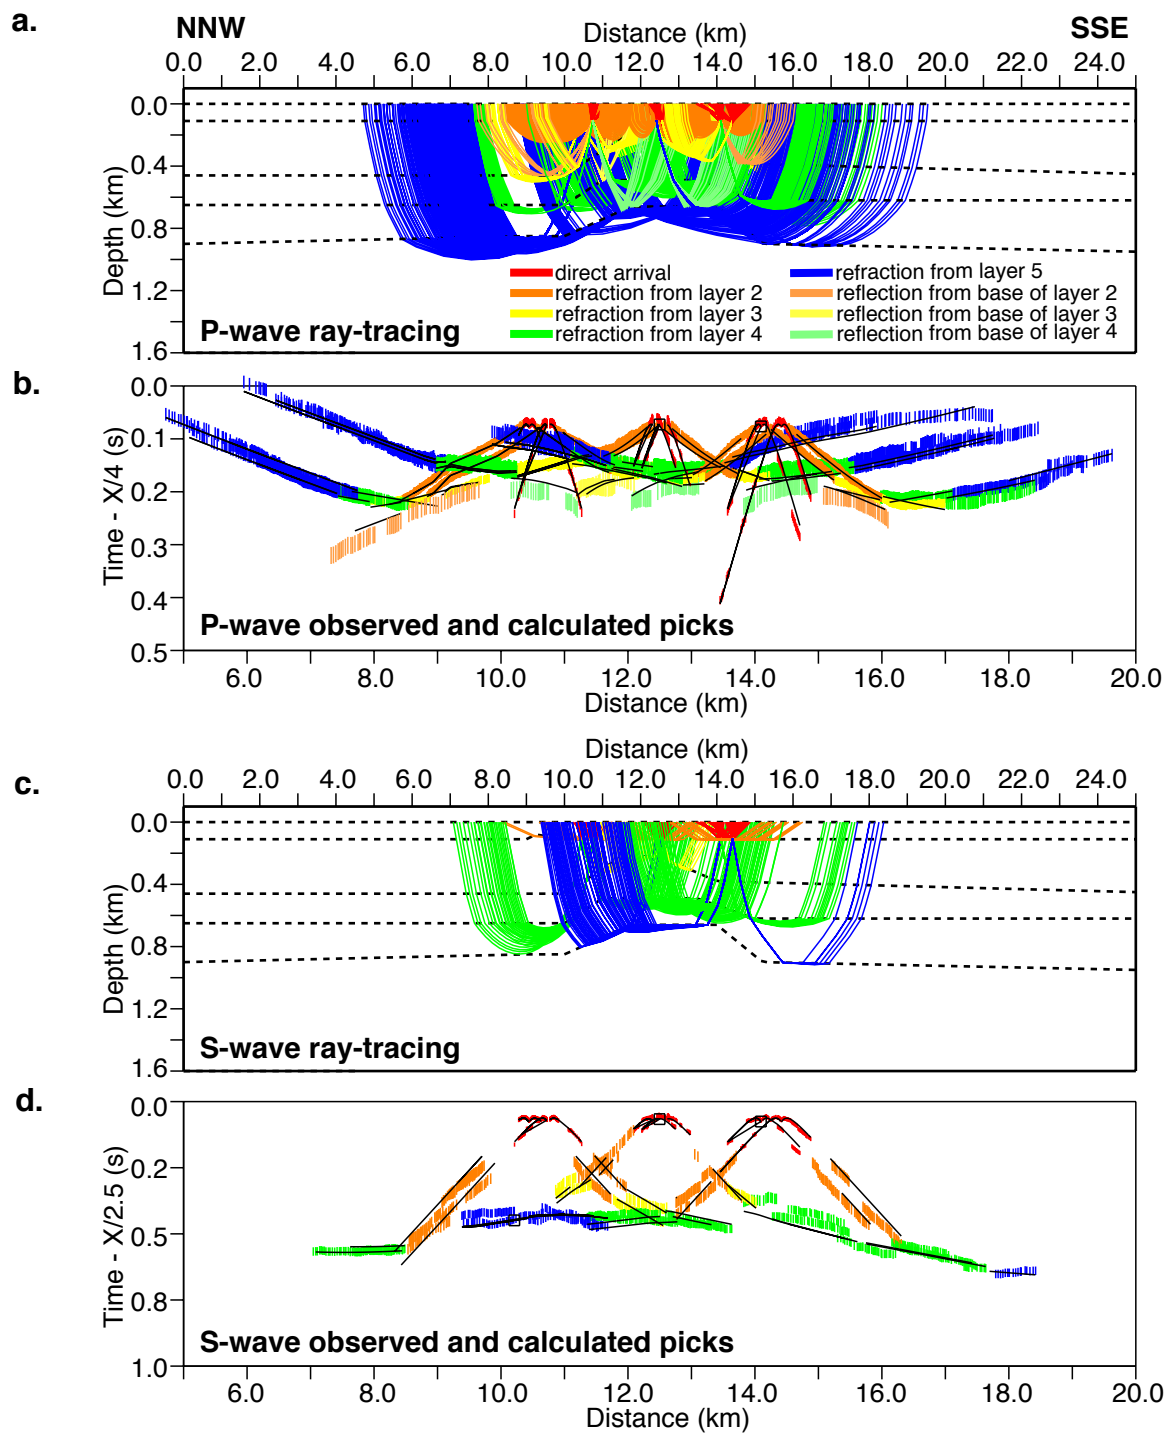 a.
NNW
Distance (km)
SSE
0.0 2.0 4.0 6.0 8.0 10.0 12.0 14.0 16.0 18.0 20.0 22.0 24.0
0.0
0.4
0.8
1.2
1.6
Depth (km)
direct arrival
refraction from layer 2
refraction from layer 3
refraction from layer 4
refraction from layer 5
reflection from base of layer 2
reflection from base of layer 3
reflection from base of layer 4
P-wave ray-tracing
b.
0.0
0.1
0.2
0.3
0.4
0.5
Time - X/4 (s)
P-wave observed and calculated picks
6.0 8.0 10.0 12.0 14.0 16.0 18.0 20.0
Distance (km)
Distance (km)
c.
0.0 2.0 4.0 6.0 8.0 10.0 12.0 14.0 16.0 18.0 20.0 22.0 24.0
0.0
0.4
0.8
1.2
1.6
Depth (km)
S-wave ray-tracing
d.
0.0
0.2
0.5
0.8
1.0
Time - X/2.5 (s)
S-wave observed and calculated picks
6.0 8.0 10.0 12.0 14.0 16.0 18.0 20.0
Distance (km)